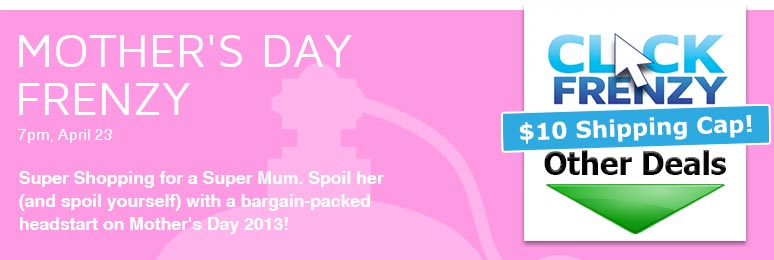 MOTHER'S DAY
FRENZY
7pm, April 23
Super Shopping for a Super Mum. Spoil her
(and spoil yourself) with a bargain-packed
headstart on Mother's Day 2013!
CLICK
FRENZY
$10 Shipping Cap!
Other Deals